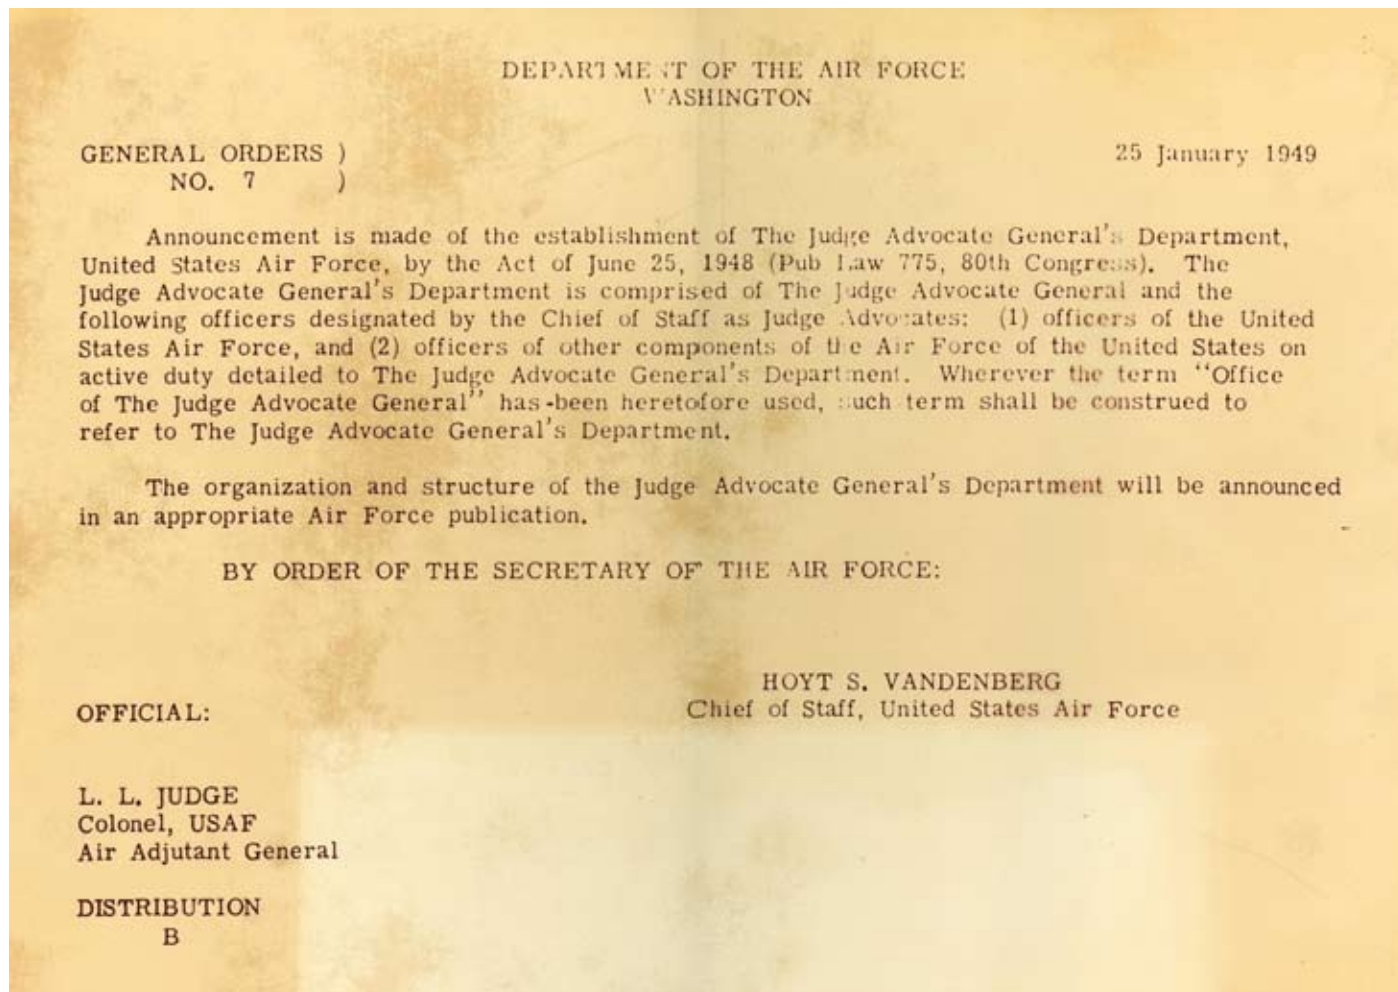 DEPARTMENT OF THE AIR FORCE
WASHINGTON
GENERAL ORDERS ) 25 January 1949
NO. 7 )
Announcement is made of the establishment of The Judge Advocate General's Department,
United States Air Force, by the Act of June 25, 1948 (Pub Law 775, 80th Congress). The
Judge Advocate General's Department is comprised of The Judge Advocate General and the
following officers designated by the Chief of Staff as Judge Advocates: (1) officers of the United
States Air Force, and (2) officers of other components of the Air Force of the United States on
active duty detailed to The Judge Advocate General's Department. Wherever the term "Office
of The Judge Advocate General" has-been heretofore used, such term shall be construed to
refer to The Judge Advocate General's Department.
The organization and structure of the Judge Advocate General's Department will be announced
in an appropriate Air Force publication.
BY ORDER OF THE SECRETARY OF THE AIR FORCE:
HOYT S. VANDENBERG
Chief of Staff, United States Air Force
OFFICIAL:
L. L. JUDGE
Colonel, USAF
Air Adjutant General
DISTRIBUTION
B